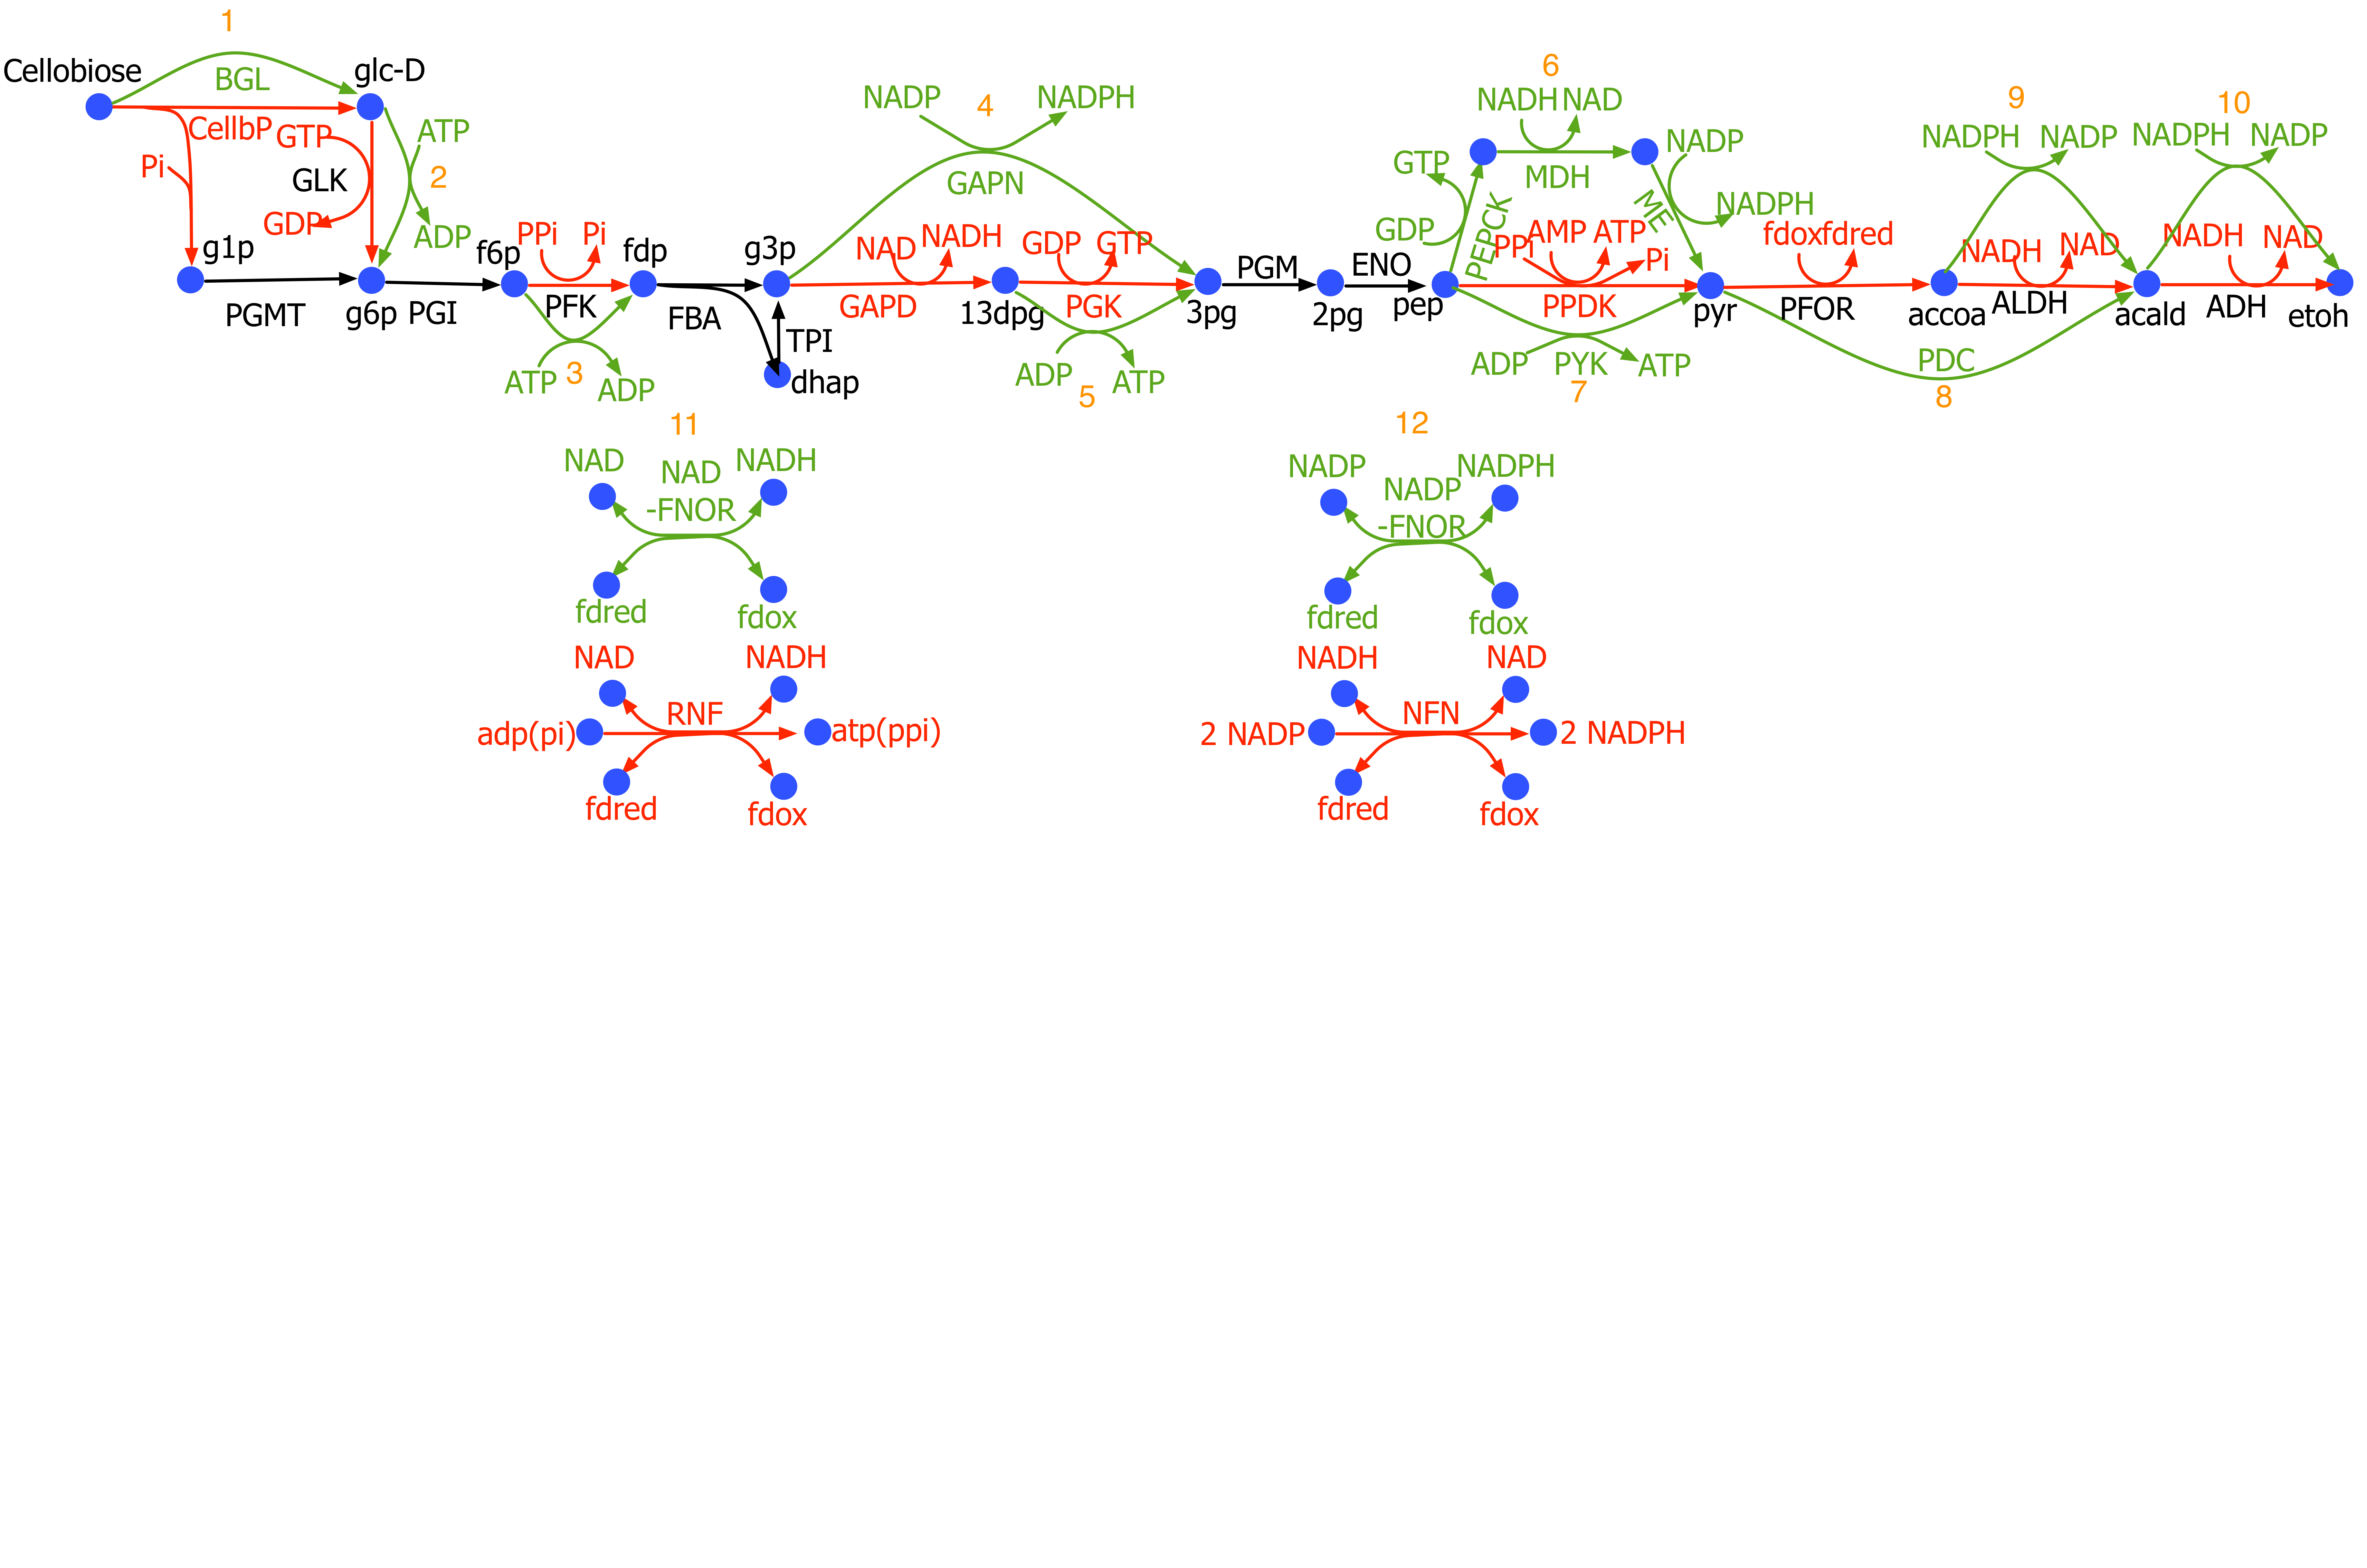 1
Cellobiose
BGL
glc-D
CellbP
GTP
ATP
Pi
GLK
2
GDP
ADP
g1p
PGMT
g6p
PGI
f6p
PPi
Pi
fdp
PFK
ATP
3
ADP
FBA
g3p
TPI
dhap
NADP
4
NADPH
GAPN
NAD
NADH
GDP
GTP
GAPD
13dpg
PGK
3pg
ADP
ATP
5
PGM
2pg
ENO
pep
6
NADH
NAD
GTP
MDH
NADP
GDP
PEPCK
ME
NADPH
PPi
AMP
ATP
Pi
PPDK
pyr
ADP
PYK
ATP
7
fdox
fdred
PFOR
accoa
PDC
8
9
NADPH
NADP
NADH
NAD
ALDH
acald
10
NADPH
NADP
NADH
NAD
ADH
etoh
11
NAD
NAD
-FNOR
NADH
fdred
fdox
12
NADP
NADP
-FNOR
NADPH
fdred
fdox
NAD
NADH
RNF
adp(pi)
atp(ppi)
fdred
fdox
NADH
NAD
NFN
2 NADP
2 NADPH
fdred
fdox